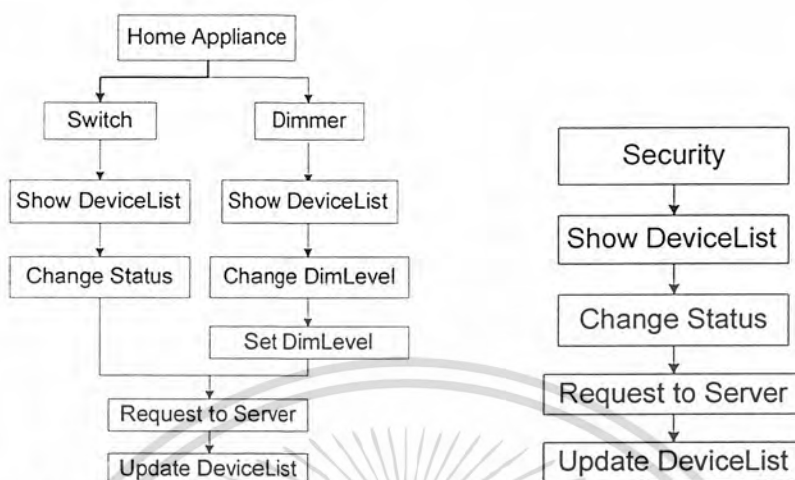 Home Appliance
Switch
Dimmer
Show DeviceList
Show DeviceList
Change Status
Change DimLevel
Set DimLevel
Request to Server
Update DeviceList
Security
Show DeviceList
Change Status
Request to Server
Update DeviceList